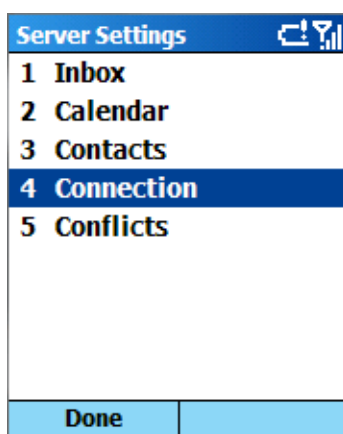 Server Settings
1 Inbox
2 Calendar
3 Contacts
4 Connection
5 Conflicts
Done